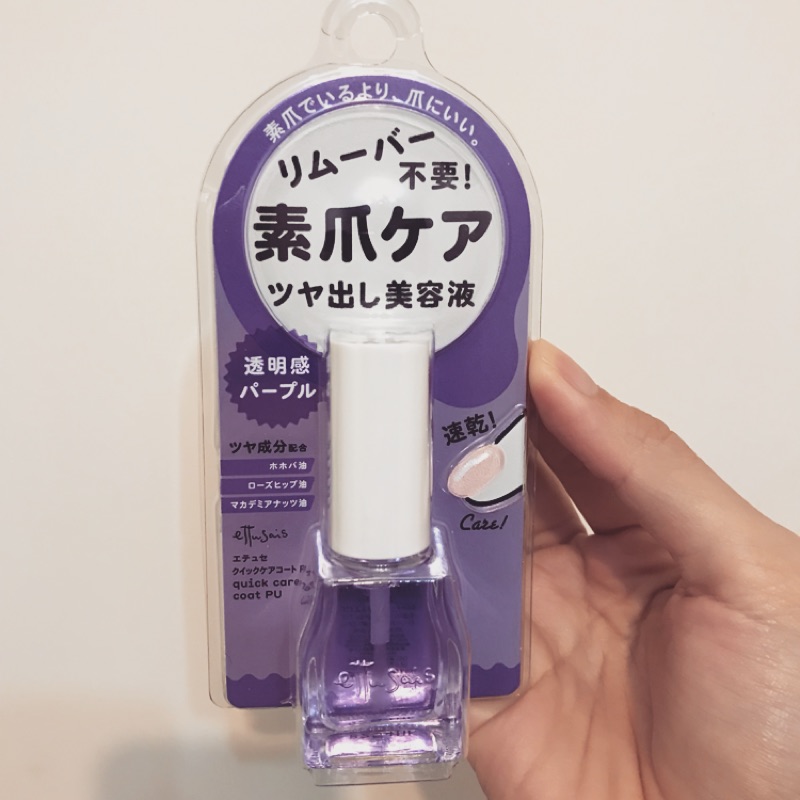 素爪でいるより、爪にいい。
リムーバー
不要!
素爪ケア
ツヤ出し美容液
透明感
パープル
速乾!
ツヤ成分配合
ホホバ油
ローズヒップ油
マカデミアナッツ油
Care!
ettusais
エテュセ
クイックケアコート
quick care
coat PU
ettusais